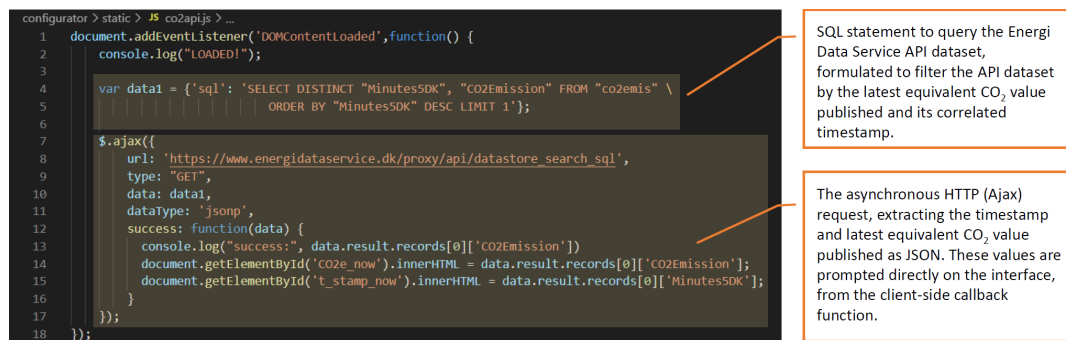 configurator > static > JS co2api.js > ...
1 document.addEventListener('DOMContentLoaded',function() {
2 console.log("LOADED!");
3
4 var data1 = {'sql': 'SELECT DISTINCT "Minutes5DK", "CO2Emission" FROM "co2emis" \
5 ORDER BY "Minutes5DK" DESC LIMIT 1'};
6
7 $.ajax({
8 url: 'https://www.energidataservice.dk/proxy/api/datastore_search_sql',
9 type: "GET",
10 data: data1,
11 dataType: 'jsonp',
12 success: function(data) {
13 console.log("success:", data.result.records[0]['CO2Emission'])
14 document.getElementById('CO2e_now').innerHTML = data.result.records[0]['CO2Emission'];
15 document.getElementById('t_stamp_now').innerHTML = data.result.records[0]['Minutes5DK'];
16 }
17 });
18 });
SQL statement to query the Energi
Data Service API dataset,
formulated to filter the API dataset
by the latest equivalent CO₂ value
published and its correlated
timestamp.
The asynchronous HTTP (Ajax)
request, extracting the timestamp
and latest equivalent CO₂ value
published as JSON. These values are
prompted directly on the interface,
from the client-side callback
function.